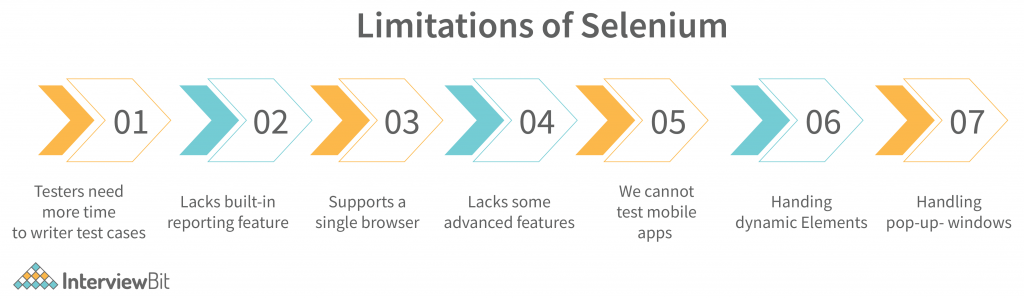 Limitations of Selenium
01
Testers need
more time
to writer test cases
02
Lacks built-in
reporting feature
03
Supports a
single browser
04
Lacks some
advanced features
05
We cannot
test mobile
apps
06
Handing
dynamic Elements
07
Handling
pop-up- windows
InterviewBit